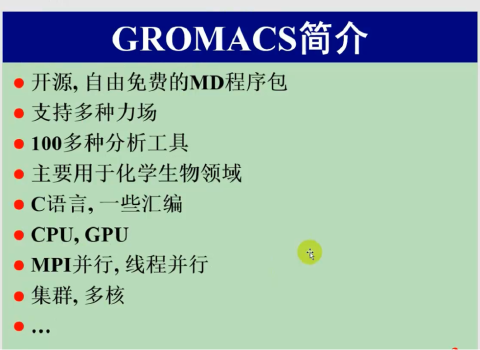 GROMACS简介
开源, 自由免费的MD程序包
支持多种力场
100多种分析工具
主要用于化学生物领域
C语言, 一些汇编
CPU, GPU
MPI并行, 线程并行
集群, 多核
...